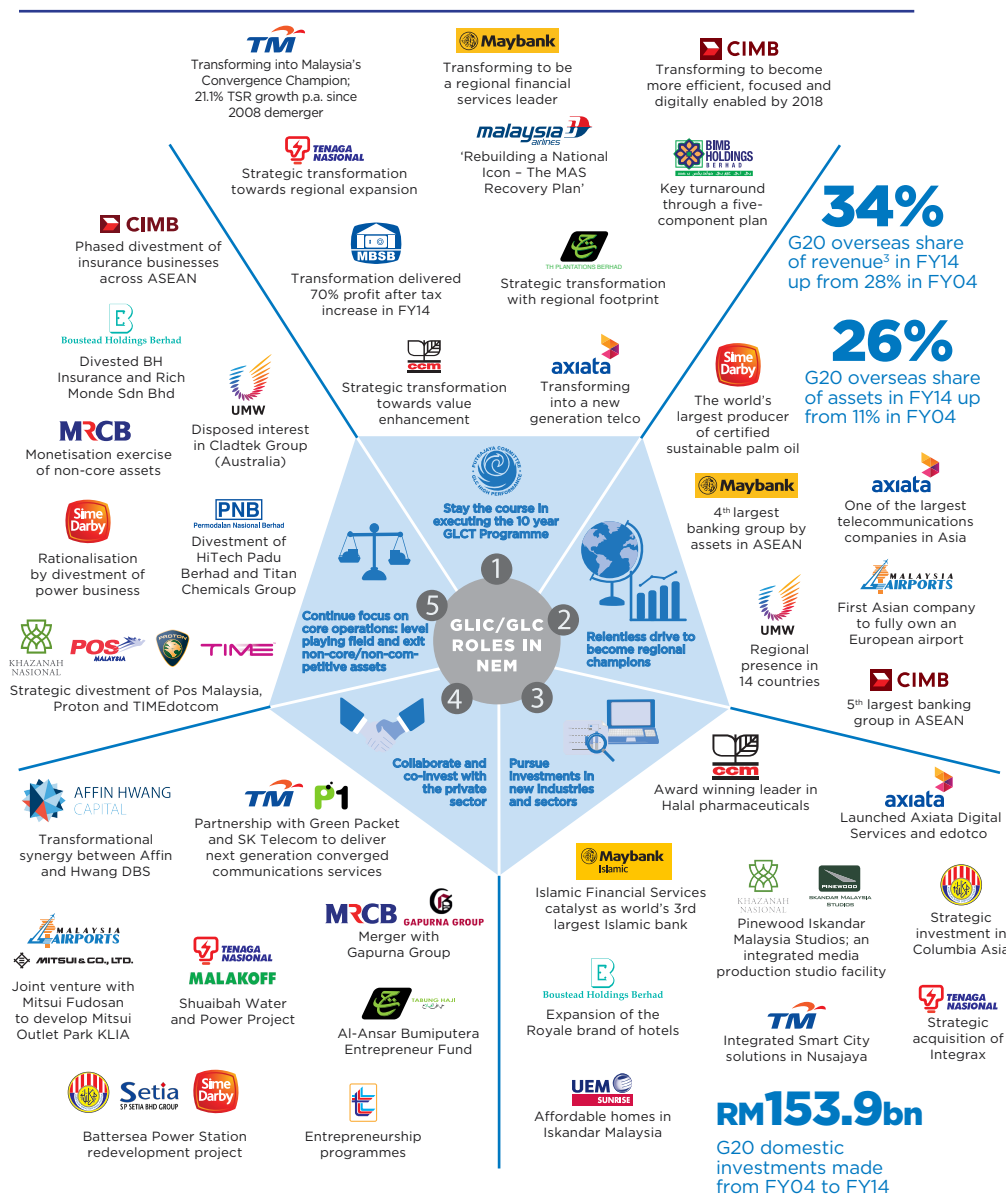 TM
Transforming into Malaysia's
Convergence Champion;
21.1% TSR growth p.a. since
2008 demerger
Maybank
Transforming to be
a regional financial
services leader
CIMB
Transforming to become
more efficient, focused and
digitally enabled by 2018
TENAGA
NASIONAL
Strategic transformation
towards regional expansion
malaysia
airlines
'Rebuilding a National
Icon – The MAS
Recovery Plan'
BIMB
HOLDINGS
BERHAD
Key turnaround
through a five-
component plan
MBSB
Transformation delivered
70% profit after tax
increase in FY14
TH PLANTATIONS BERHAD
Strategic transformation
with regional footprint
ccm
Strategic transformation
towards value
enhancement
axiata
Transforming
into a new
generation telco
34%
G20 overseas share
of revenue³ in FY14
up from 28% in FY04
26%
G20 overseas share
of assets in FY14 up
from 11% in FY04
Sime
Darby
The world's
largest producer
of certified
sustainable palm oil
Maybank
4th largest
banking group by
assets in ASEAN
axiata
One of the largest
telecommunications
companies in Asia
UMW
Regional
presence in
14 countries
MALAYSIA
AIRPORTS
First Asian company
to fully own an
European airport
CIMB
5th largest banking
group in ASEAN
CIMB
Phased divestment of
insurance businesses
across ASEAN
Boustead Holdings Berhad
Divested BH
Insurance and Rich
Monde Sdn Bhd
UMW
Disposed interest
in Cladtek Group
(Australia)
MRCB
Monetisation exercise
of non-core assets
Sime
Darby
Rationalisation
by divestment of
power business
PNB
Permodalan Nasional Berhad
Divestment of
HiTech Padu
Berhad and Titan
Chemicals Group
KHAZANAH
NASIONAL
POS
MALAYSIA
PROTON
TIME
Strategic divestment of Pos Malaysia,
Proton and TIMEdotcom
PUTRAJAYA COMMITTEE
GLC HIGH PERFORMANCE
Stay the course in
executing the 10 year
GLCT Programme
1
2
3
4
5
GLIC/GLC
ROLES IN
NEM
Relentless drive to
become regional
champions
Pursue
investments in
new industries
and sectors
Collaborate and
co-invest with
the private
sector
Continue focus on
core operations: level
playing field and exit
non-core/non-com-
petitive assets
AFFIN HWANG
CAPITAL
Transformational
synergy between Affin
and Hwang DBS
TM
P1
Partnership with Green Packet
and SK Telecom to deliver
next generation converged
communications services
MALAYSIA
AIRPORTS
MITSUI & CO., LTD.
Joint venture with
Mitsui Fudosan
to develop Mitsui
Outlet Park KLIA
TENAGA
NASIONAL
MALAKOFF
Shuaibah Water
and Power Project
MRCB
GAPURNA GROUP
Merger with
Gapurna Group
TABUNG HAJI
Al-Ansar Bumiputera
Entrepreneur Fund
Setia
SP SETIA BHD GROUP
Sime
Darby
Battersea Power Station
redevelopment project
Entrepreneurship
programmes
ccm
Award winning leader in
Halal pharmaceuticals
axiata
Launched Axiata Digital
Services and edotco
Maybank
Islamic
Islamic Financial Services
catalyst as world's 3rd
largest Islamic bank
KHAZANAH
NASIONAL
PINEWOOD
ISKANDAR MALAYSIA
STUDIOS
Pinewood Iskandar
Malaysia Studios; an
integrated media
production studio facility
Strategic
investment in
Columbia Asia
Boustead Holdings Berhad
Expansion of the
Royale brand of hotels
TM
Integrated Smart City
solutions in Nusajaya
TENAGA
NASIONAL
Strategic
acquisition of
Integrax
UEM
SUNRISE
Affordable homes in
Iskandar Malaysia
RM153.9bn
G20 domestic
investments made
from FY04 to FY14